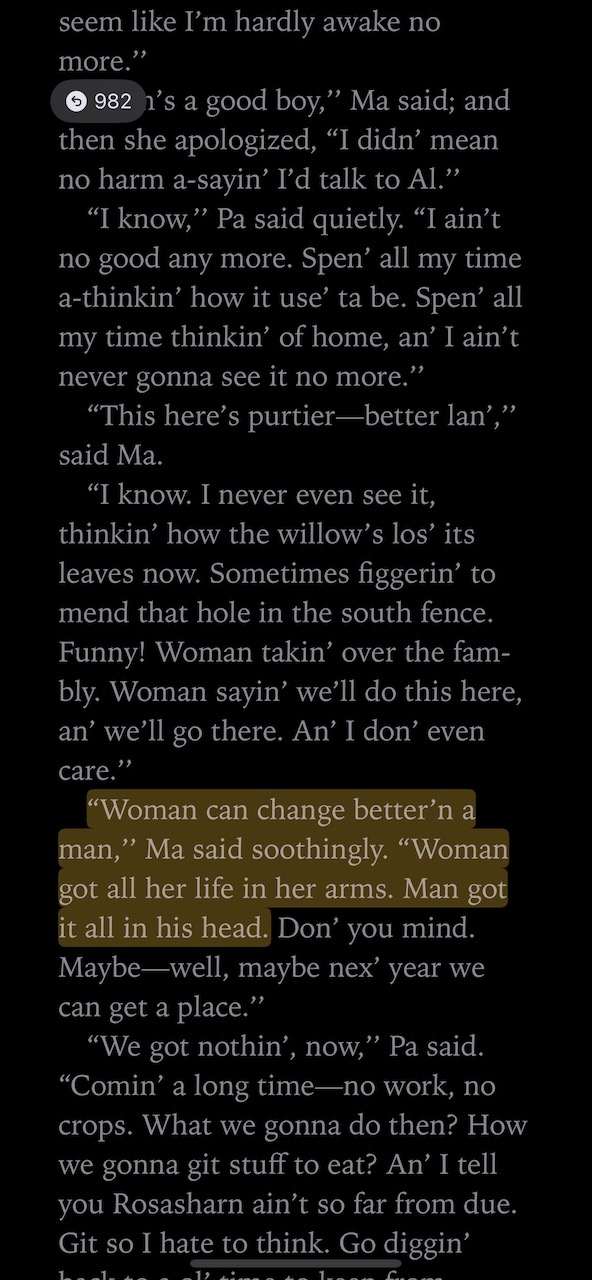 seem like I’m hardly awake no
more.’’
982
n’s a good boy,’’ Ma said; and
then she apologized, “I didn’ mean
no harm a-sayin’ I’d talk to Al.’’
“I know,’’ Pa said quietly. “I ain’t
no good any more. Spen’ all my time
a-thinkin’ how it use’ ta be. Spen’ all
my time thinkin’ of home, an’ I ain’t
never gonna see it no more.’’
“This here’s purtier—better lan’,’’
said Ma.
“I know. I never even see it,
thinkin’ how the willow’s los’ its
leaves now. Sometimes figgerin’ to
mend that hole in the south fence.
Funny! Woman takin’ over the fam-
bly. Woman sayin’ we’ll do this here,
an’ we’ll go there. An’ I don’ even
care.’’
“Woman can change better’n a
man,’’ Ma said soothingly. “Woman
got all her life in her arms. Man got
it all in his head. Don’ you mind.
Maybe—well, maybe nex’ year we
can get a place.’’
“We got nothin’, now,’’ Pa said.
“Comin’ a long time—no work, no
crops. What we gonna do then? How
we gonna git stuff to eat? An’ I tell
you Rosasharn ain’t so far from due.
Git so I hate to think. Go diggin’
back to a ol’ time to keep from